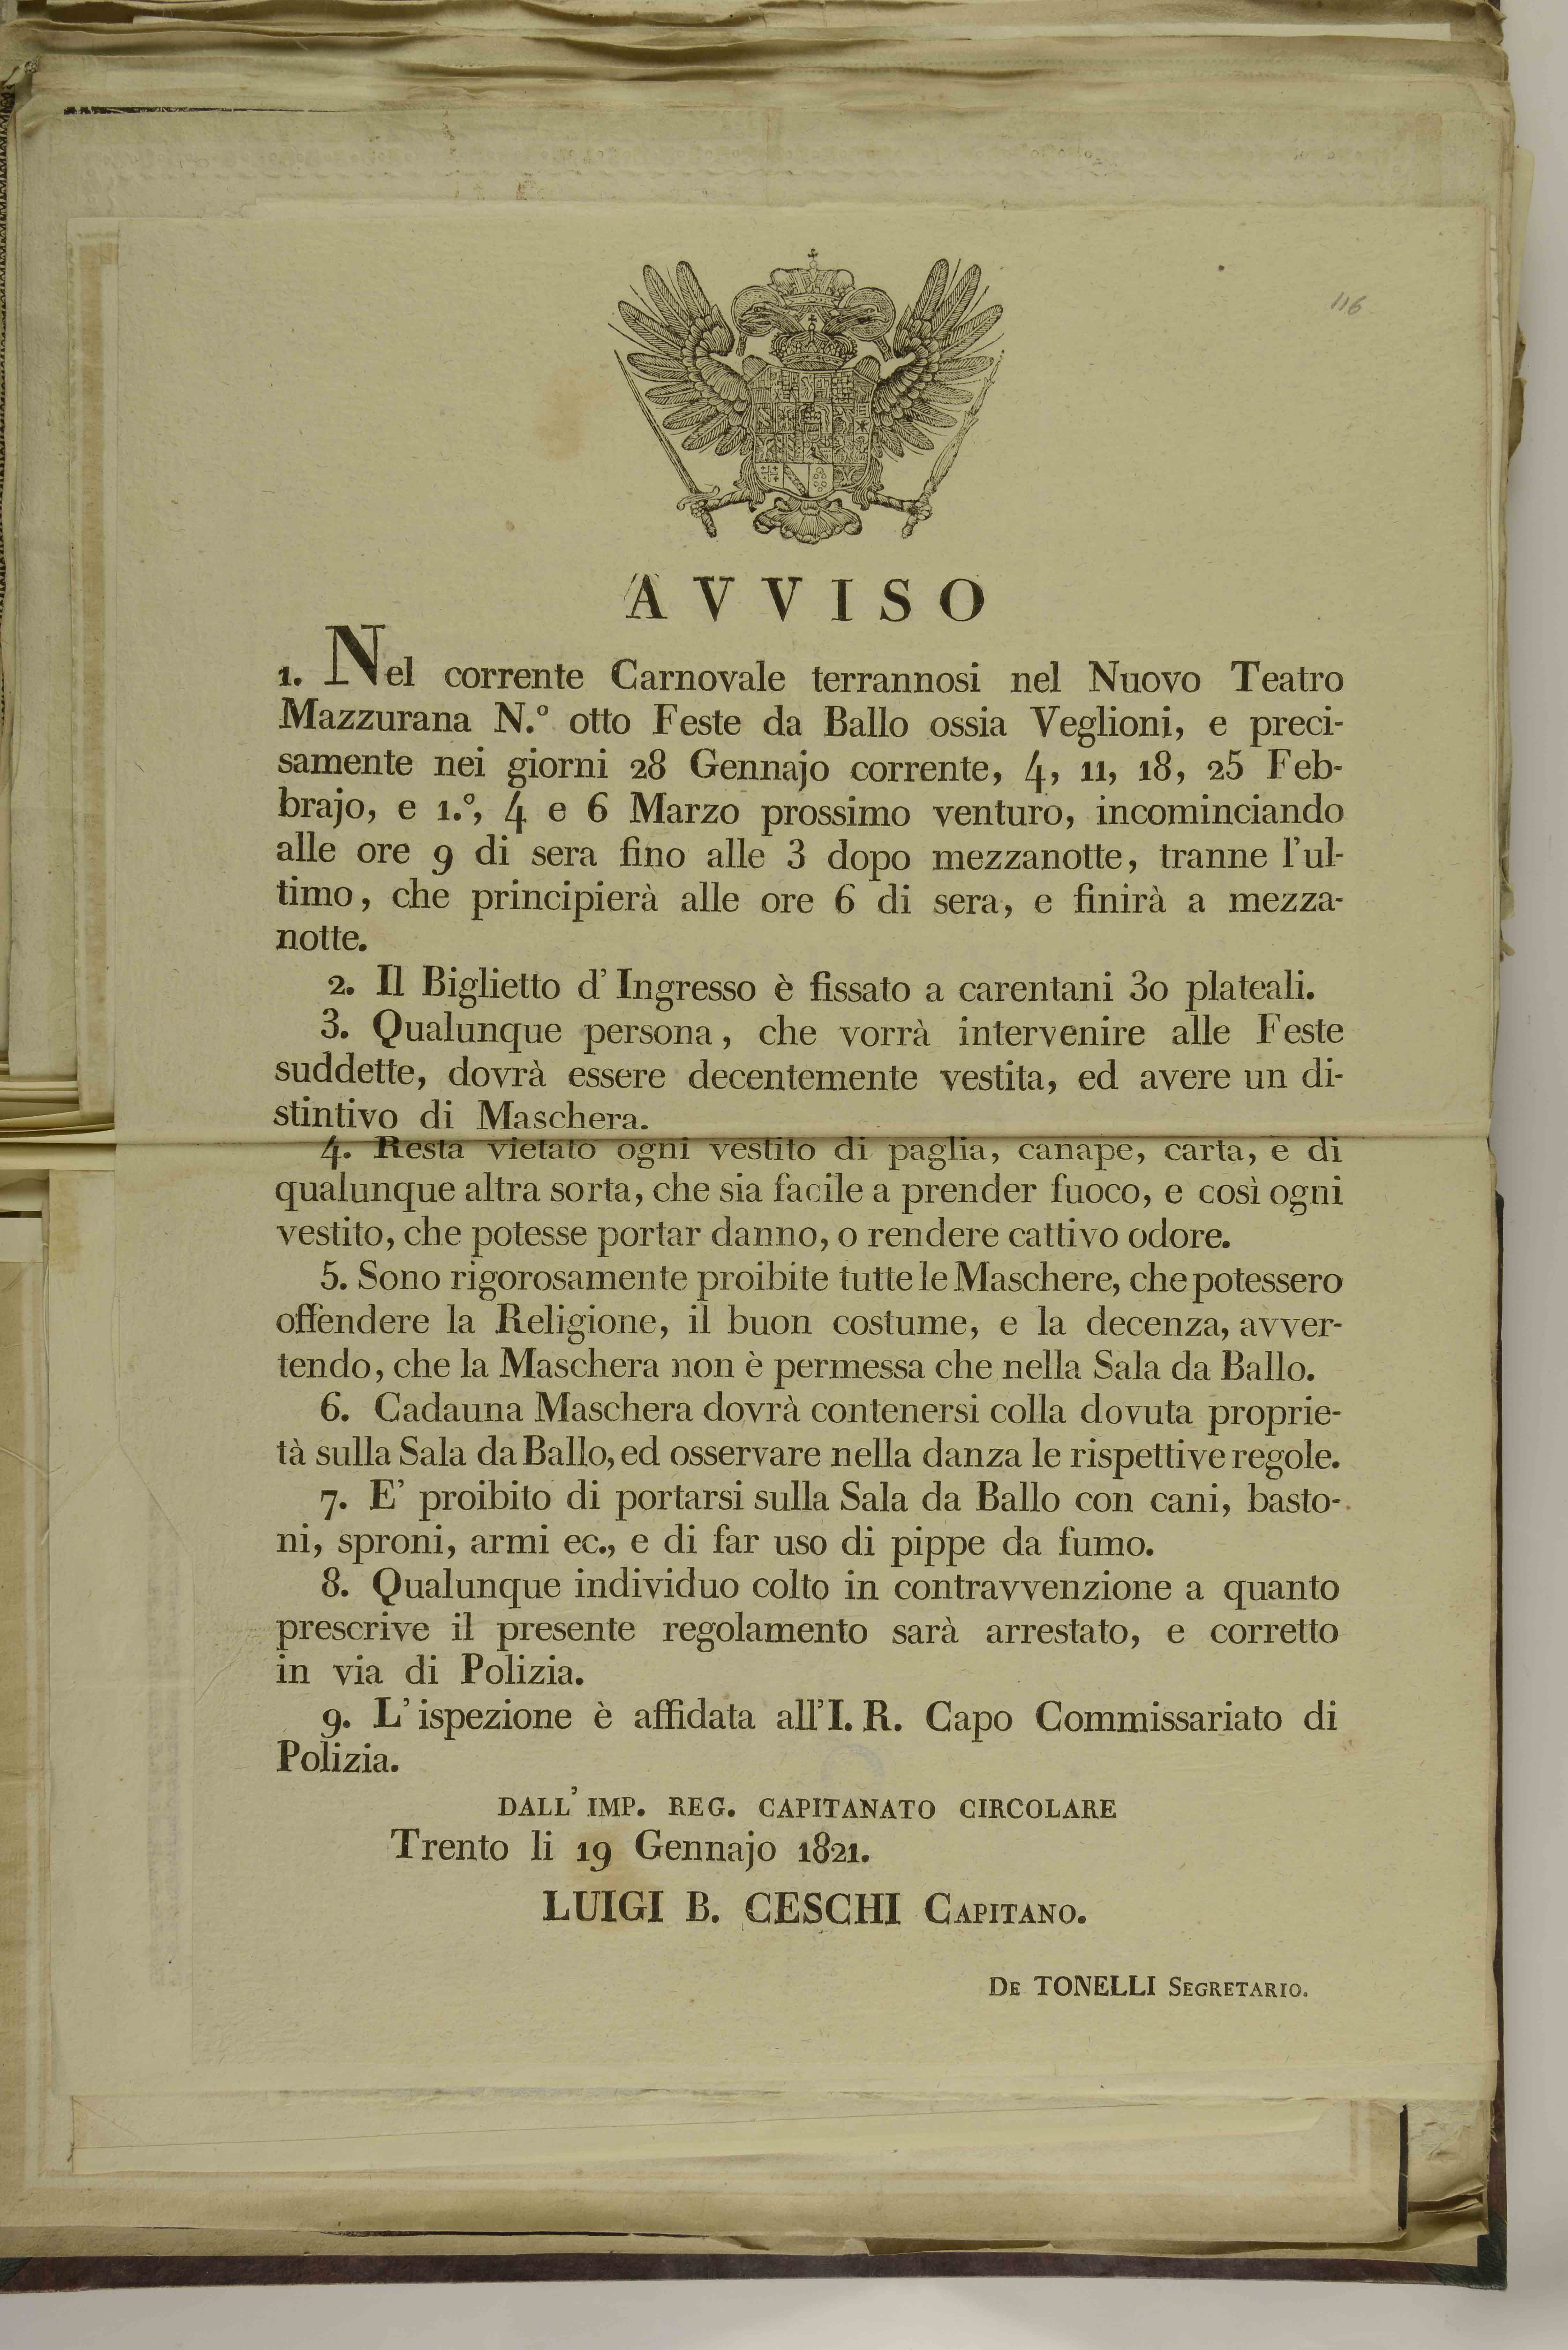 116
AVVISO
1. Nel corrente Carnovale terrannosi nel Nuovo Teatro
Mazzurana N.º otto Feste da Ballo ossia Veglioni, e preci-
samente nei giorni 28 Gennajo corrente, 4, 11, 18, 25 Feb-
brajo, e 1.º, 4 e 6 Marzo prossimo venturo, incominciando
alle ore 9 di sera fino alle 3 dopo mezzanotte, tranne l'ul-
timo, che principierà alle ore 6 di sera, e finirà a mezza-
notte.
2. Il Biglietto d' Ingresso è fissato a carentani 30 plateali.
3. Qualunque persona, che vorrà intervenire alle Feste
suddette, dovrà essere decentemente vestita, ed avere un di-
stintivo di Maschera.
4. Resta vietato ogni vestito di paglia, canape, carta, e di
qualunque altra sorta, che sia facile a prender fuoco, e così ogni
vestito, che potesse portar danno, o rendere cattivo odore.
5. Sono rigorosamente proibite tutte le Maschere, che potessero
offendere la Religione, il buon costume, e la decenza, avver-
tendo, che la Maschera non è permessa che nella Sala da Ballo.
6. Cadauna Maschera dovrà contenersi colla dovuta proprie-
tà sulla Sala da Ballo, ed osservare nella danza le rispettive regole.
7. E' proibito di portarsi sulla Sala da Ballo con cani, basto-
ni, sproni, armi ec., e di far uso di pippe da fumo.
8. Qualunque individuo colto in contravvenzione a quanto
prescrive il presente regolamento sarà arrestato, e corretto
in via di Polizia.
9. L' ispezione è affidata all'I. R. Capo Commissariato di
Polizia.
DALL' IMP. REG. CAPITANATO CIRCOLARE
Trento li 19 Gennajo 1821.
LUIGI B. CESCHI CAPITANO.
DE TONELLI SEGRETARIO.